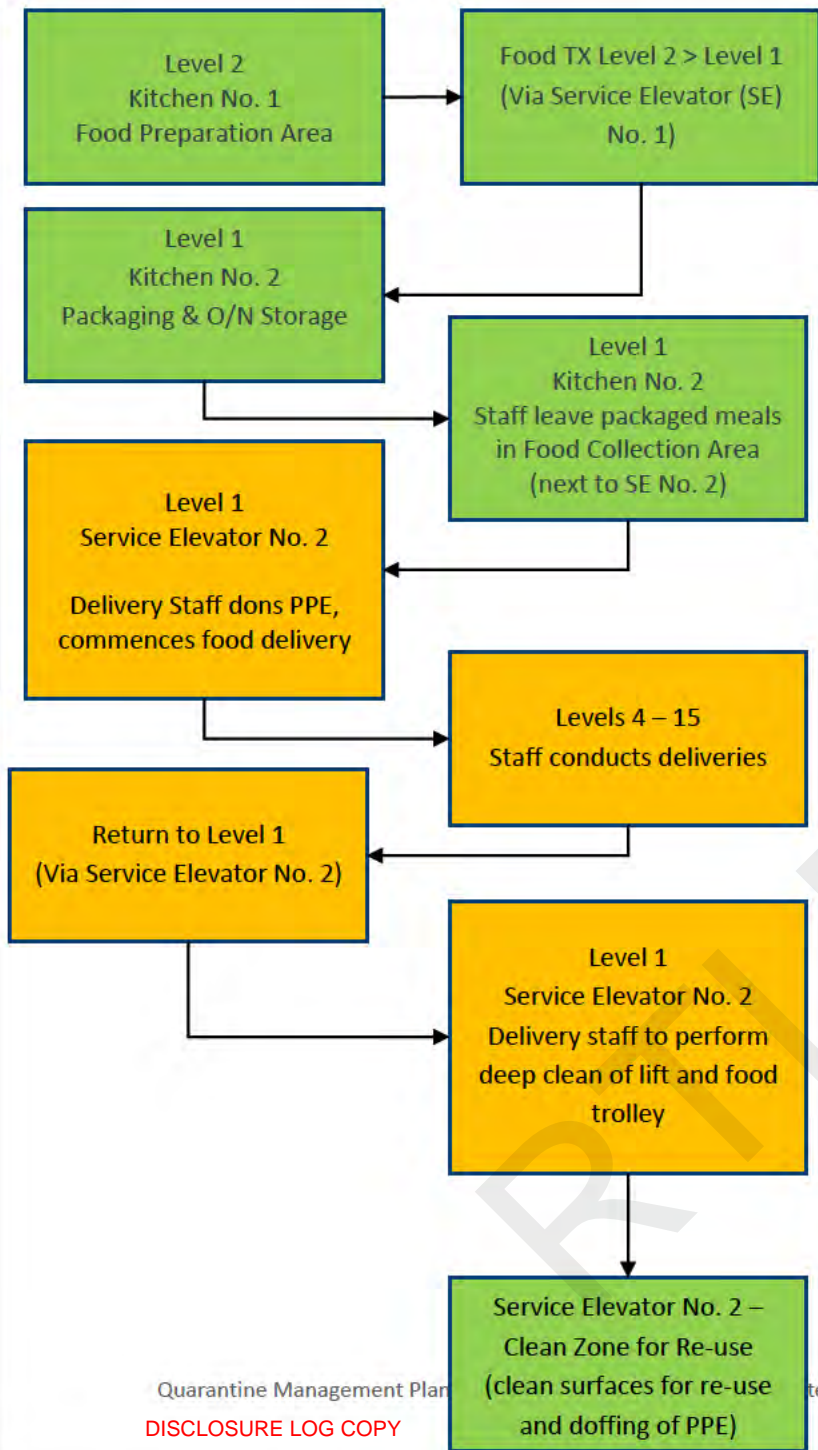 Level 2
Kitchen No. 1
Food Preparation Area
Food TX Level 2 > Level 1
(Via Service Elevator (SE)
No. 1)
Level 1
Kitchen No. 2
Packaging & O/N Storage
Level 1
Kitchen No. 2
Staff leave packaged meals
in Food Collection Area
(next to SE No. 2)
Level 1
Service Elevator No. 2
Delivery Staff dons PPE,
commences food delivery
Levels 4 – 15
Staff conducts deliveries
Return to Level 1
(Via Service Elevator No. 2)
Level 1
Service Elevator No. 2
Delivery staff to perform
deep clean of lift and food
trolley
Service Elevator No. 2 –
Clean Zone for Re-use
(clean surfaces for re-use
and doffing of PPE)
Quarantine Management Plan
DISCLOSURE LOG COPY
RTI